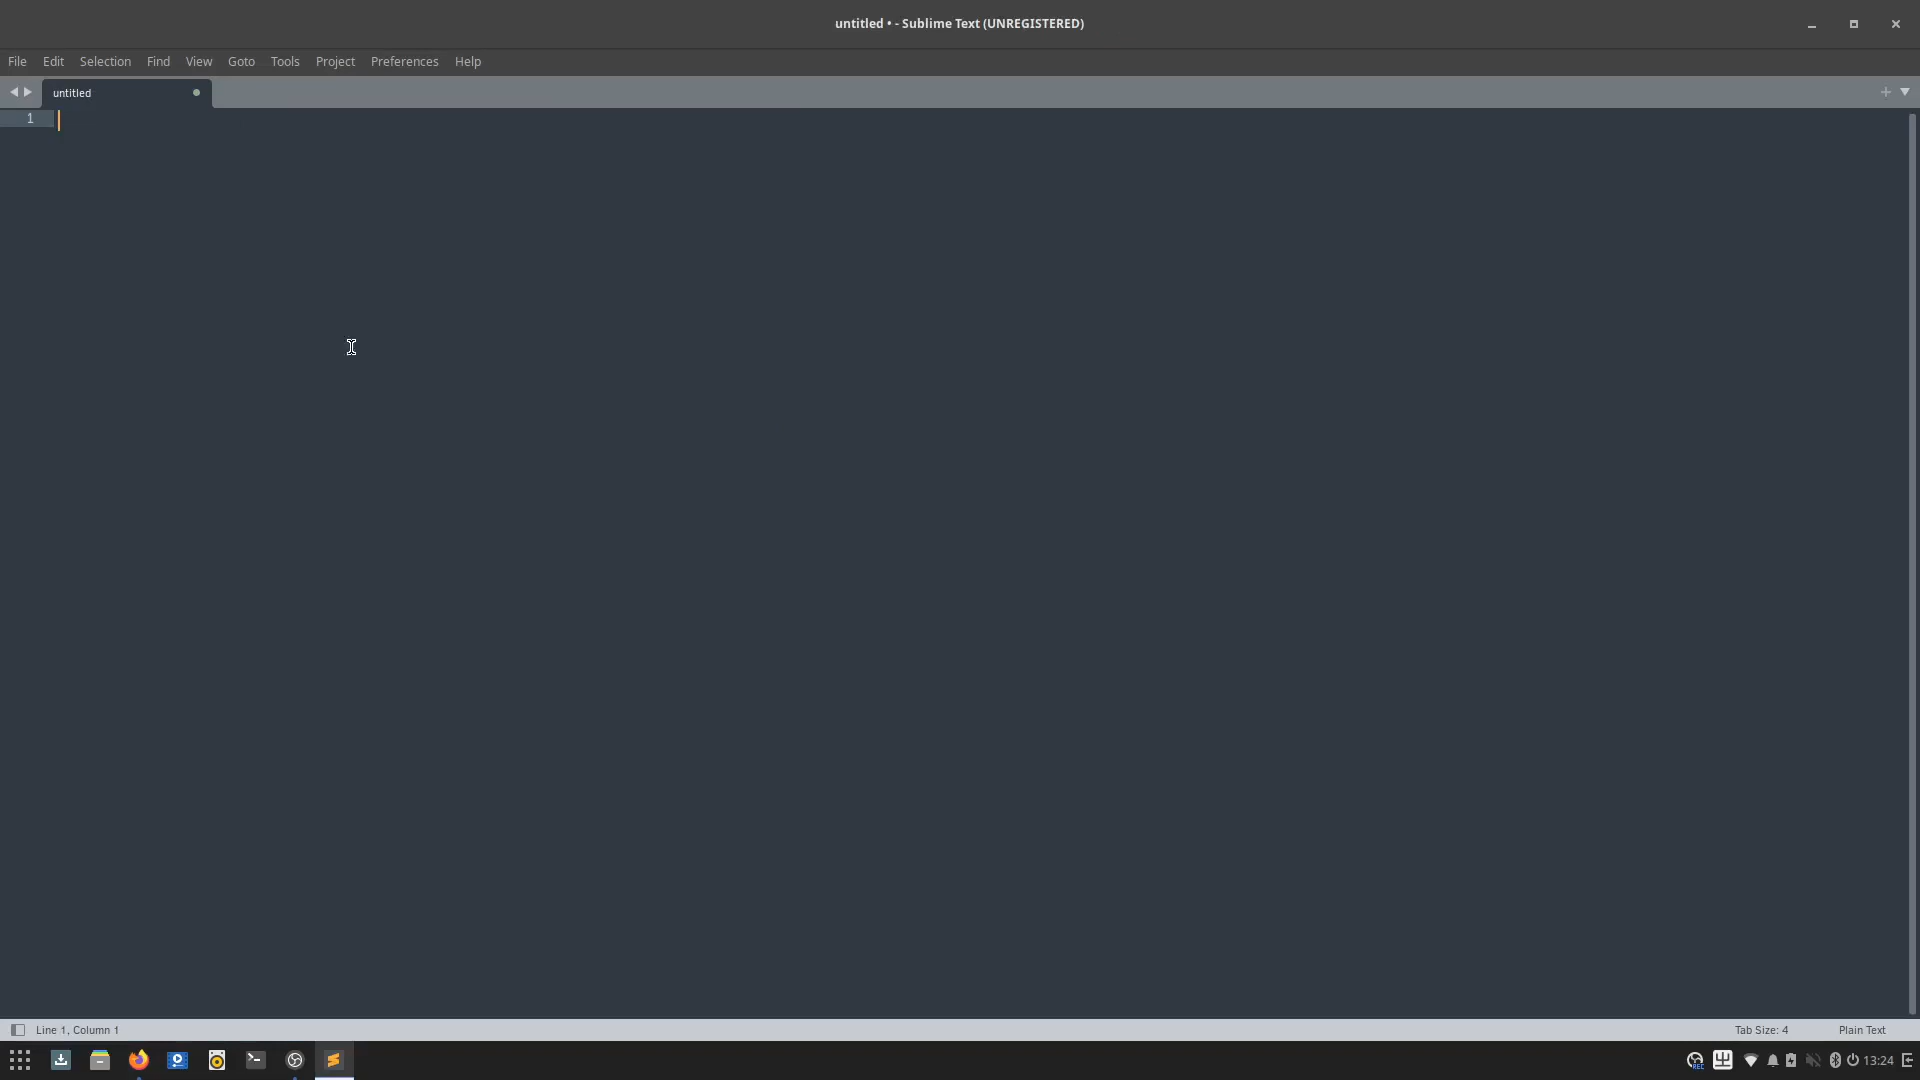 untitled • - Sublime Text (UNREGISTERED)
File Edit Selection Find View Goto Tools Project Preferences Help
untitled
1
Line 1, Column 1
Tab Size: 4
Plain Text
REC
13:24